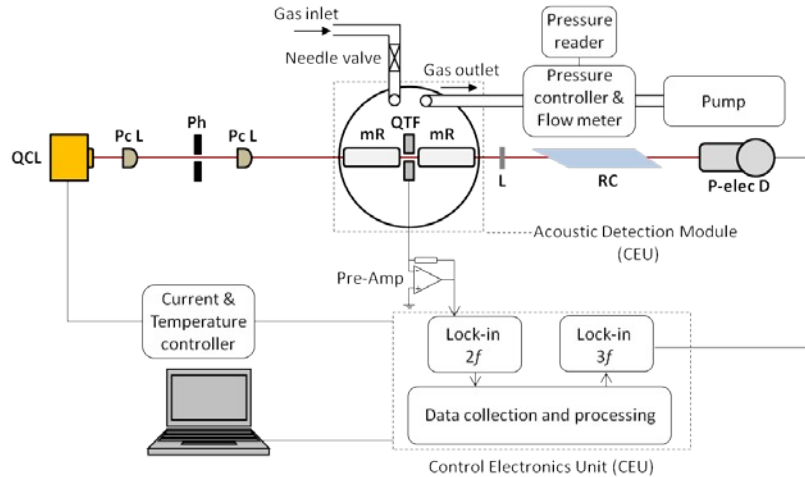 Gas inlet
Needle valve
Gas outlet
Pressure
reader
Pressure
controller &
Flow meter
Pump
QCL
Pc L
Ph
Pc L
mR
QTF
mR
L
RC
P-elec D
Acoustic Detection Module
(CEU)
Pre-Amp
Current &
Temperature
controller
Lock-in
2f
Lock-in
3f
Data collection and processing
Control Electronics Unit (CEU)